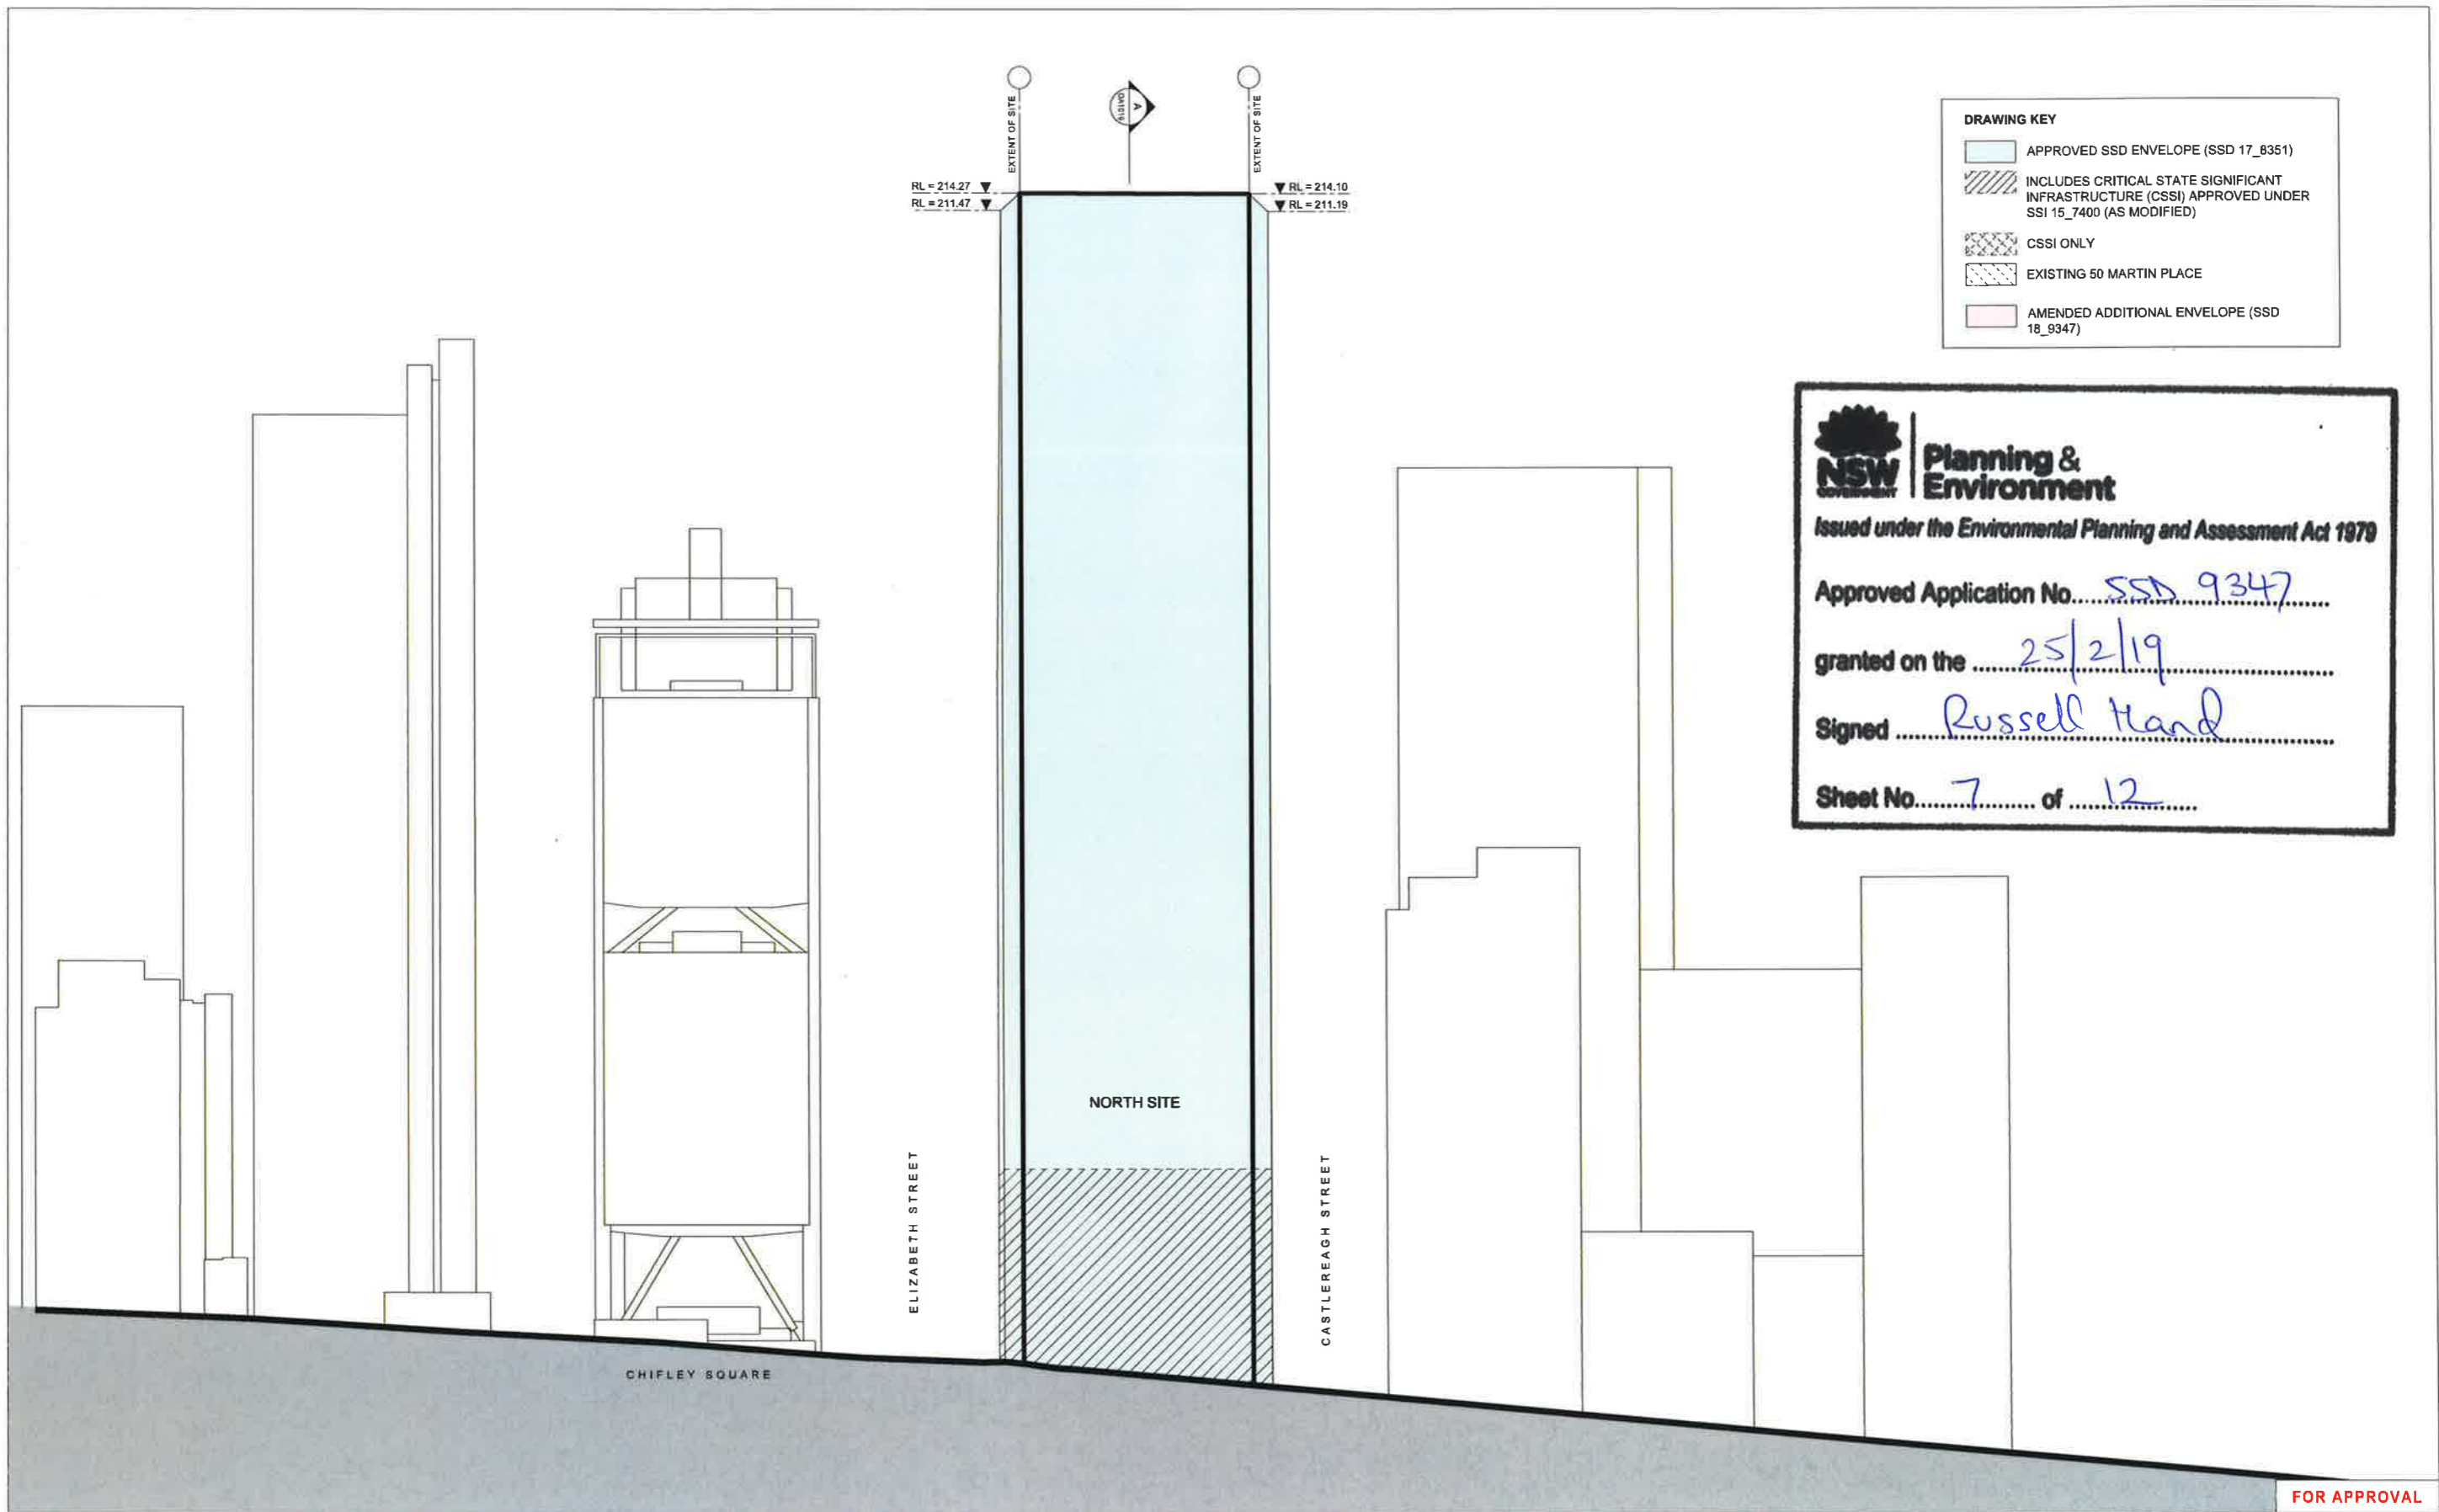 EXTENT OF SITE
A
DA1016
EXTENT OF SITE
RL = 214.27
RL = 211.47
RL = 214.10
RL = 211.19
DRAWING KEY
APPROVED SSD ENVELOPE (SSD 17_8351)
INCLUDES CRITICAL STATE SIGNIFICANT
INFRASTRUCTURE (CSSI) APPROVED UNDER
SSI 15_7400 (AS MODIFIED)
CSSI ONLY
EXISTING 50 MARTIN PLACE
AMENDED ADDITIONAL ENVELOPE (SSD
18_9347)
NSW
GOVERNMENT
Planning &
Environment
Issued under the Environmental Planning and Assessment Act 1979
Approved Application No. SSD 9347
granted on the 25/2/19
Signed Russell Hand
Sheet No. 7 of 12
NORTH SITE
ELIZABETH STREET
CASTLEREAGH STREET
CHIFLEY SQUARE
FOR APPROVAL